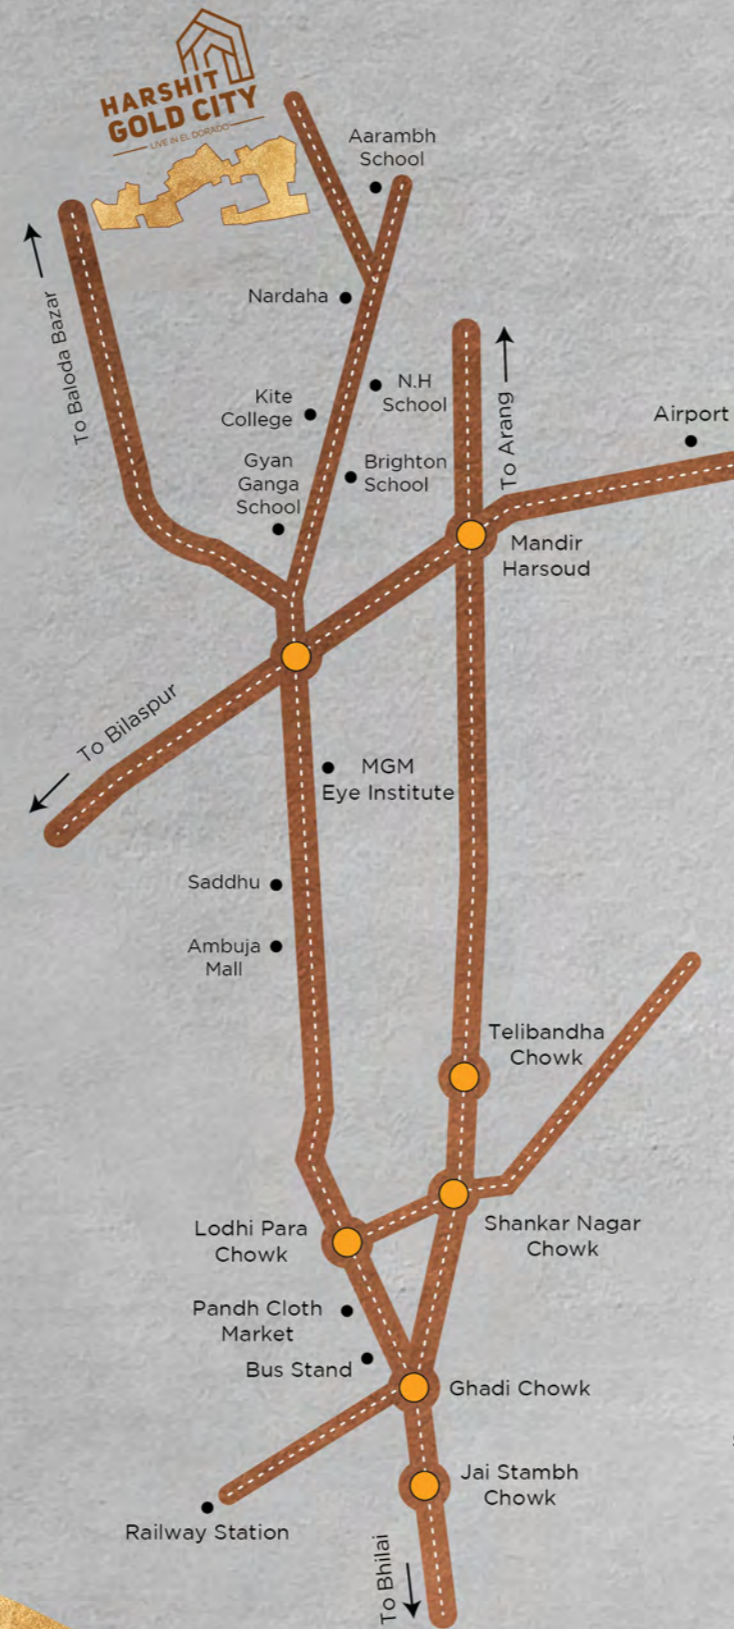 HARSHIT
GOLD CITY
LIVE IN EL DORADO
Aarambh
School
To Baloda Bazar
Nardaha
N.H
School
Kite
College
To Arang
Airport
Gyan
Ganga
School
Brighton
School
Mandir
Harsoud
To Bilaspur
MGM
Eye Institute
Saddhu
Ambuja
Mall
Telibandha
Chowk
Lodhi Para
Chowk
Shankar Nagar
Chowk
Pandh Cloth
Market
Bus Stand
Ghadi Chowk
Jai Stambh
Chowk
Railway Station
To Bhilai